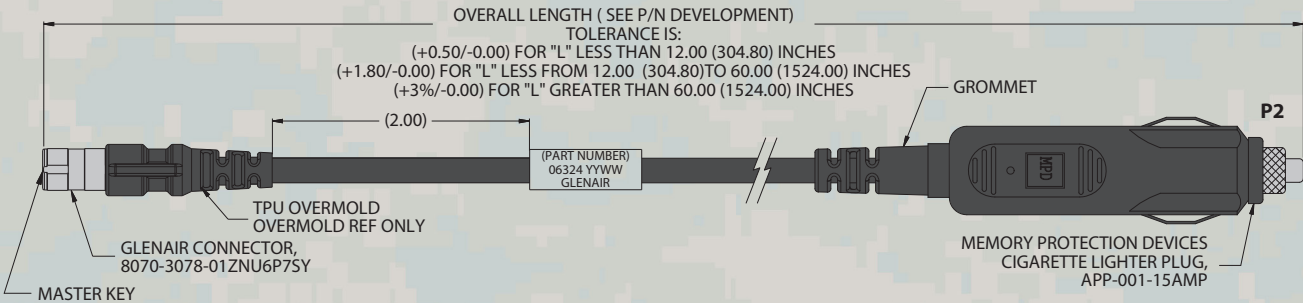 OVERALL LENGTH ( SEE P/N DEVELOPMENT)
TOLERANCE IS:
(+0.50/-0.00) FOR "L" LESS THAN 12.00 (304.80) INCHES
(+1.80/-0.00) FOR "L" LESS FROM 12.00 (304.80)TO 60.00 (1524.00) INCHES
(+3%/-0.00) FOR "L" GREATER THAN 60.00 (1524.00) INCHES
GROMMET
P2
(2.00)
(PART NUMBER)
06324 YYWW
GLENAIR
MPD
TPU OVERMOLD
OVERMOLD REF ONLY
GLENAIR CONNECTOR,
8070-3078-01ZNU6P7SY
MASTER KEY
MEMORY PROTECTION DEVICES
CIGARETTE LIGHTER PLUG,
APP-001-15AMP